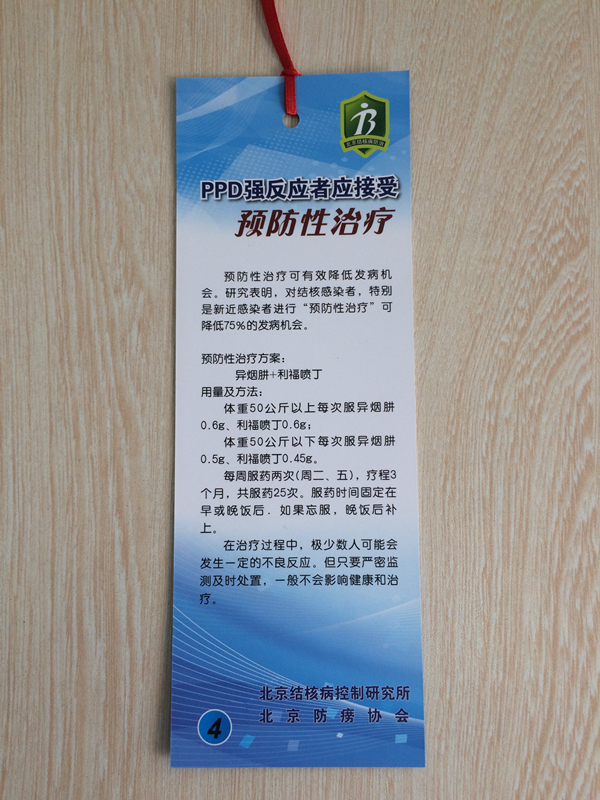 北京结核病防治
PPD强反应者应接受
预防性治疗
预防性治疗可有效降低发病机
会。研究表明，对结核感染者，特别
是新近感染者进行“预防性治疗”可
降低75%的发病机会。
预防性治疗方案：
异烟肼+利福喷丁
用量及方法：
体重50公斤以上每次服异烟肼
0.6g、利福喷丁0.6g；
体重50公斤以下每次服异烟肼
0.5g、利福喷丁0.45g。
每周服药两次(周二、五)，疗程3
个月，共服药25次。服药时间固定在
早或晚饭后．如果忘服，晚饭后补
上。
在治疗过程中，极少数人可能会
发生一定的不良反应。但只要严密监
测及时处置，一般不会影响健康和治
疗。
北京结核病控制研究所
北京防痨协会
4